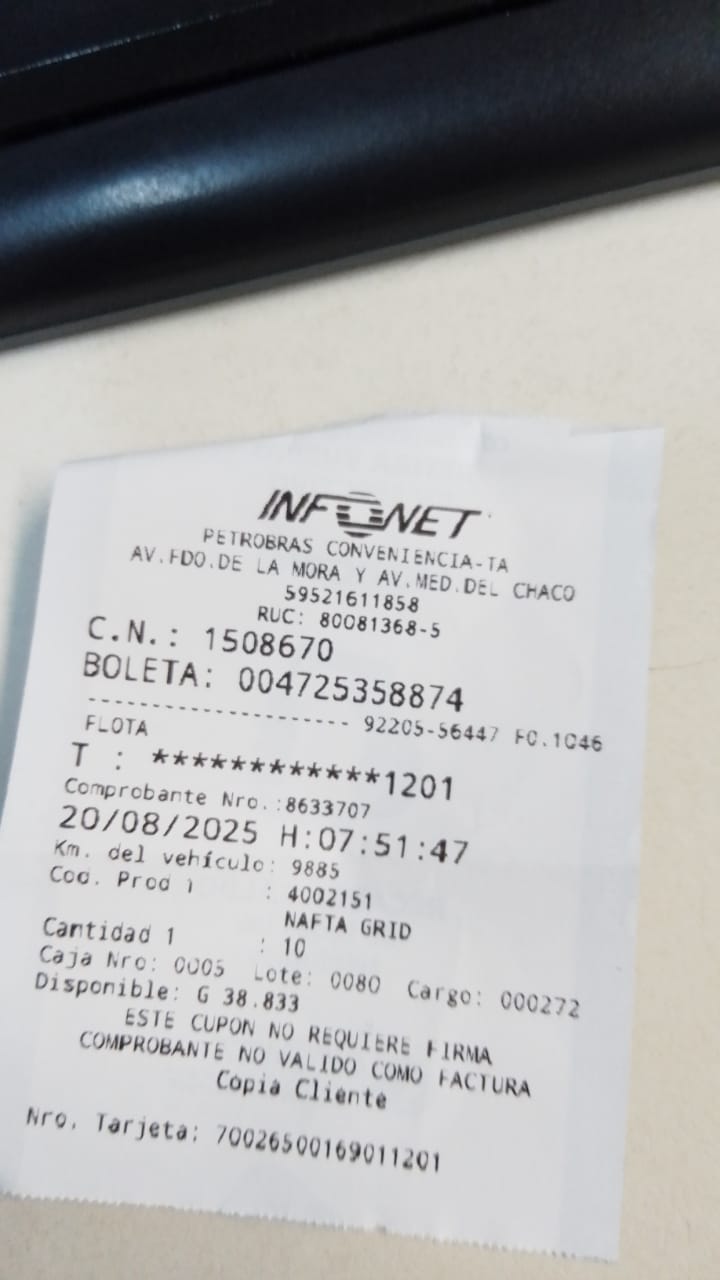 INFONET
PETROBRAS CONVENIENCIA-TA
AV.FDO.DE LA MORA Y AV.MED.DEL CHACO
59521611858
RUC: 80081368-5
C.N.: 1508670
BOLETA: 004725358874
-------------------- 92205-56447 FC.1046
FLOTA
T : ************1201
Comprobante Nro.:8633707
20/08/2025 H:07:51:47
Km. del vehículo: 9885
Cod. Prod 1 : 4002151
NAFTA GRID
Cantidad 1 : 10
Caja Nro: 0005 Lote: 0080 Cargo: 000272
Disponible: G 38.833
ESTE CUPON NO REQUIERE FIRMA
COMPROBANTE NO VALIDO COMO FACTURA
Copia Cliente
Nro. Tarjeta: 70026500169011201